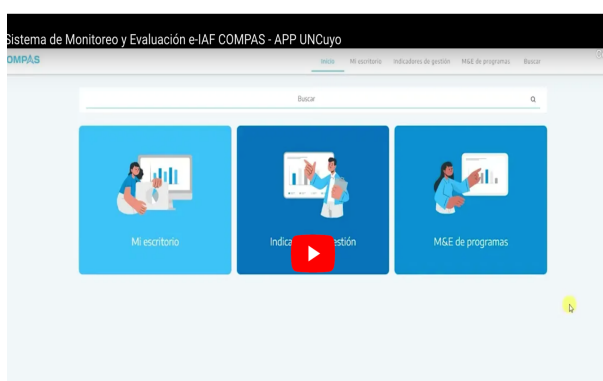 Sistema de Monitoreo y Evaluación e-IAF COMPAS - APP UNCuyo
OMPAS
Inicio Mi escritorio Indicadores de gestión M&E de programas Buscar
Buscar
Mi escritorio
Indica estión
M&E de programas